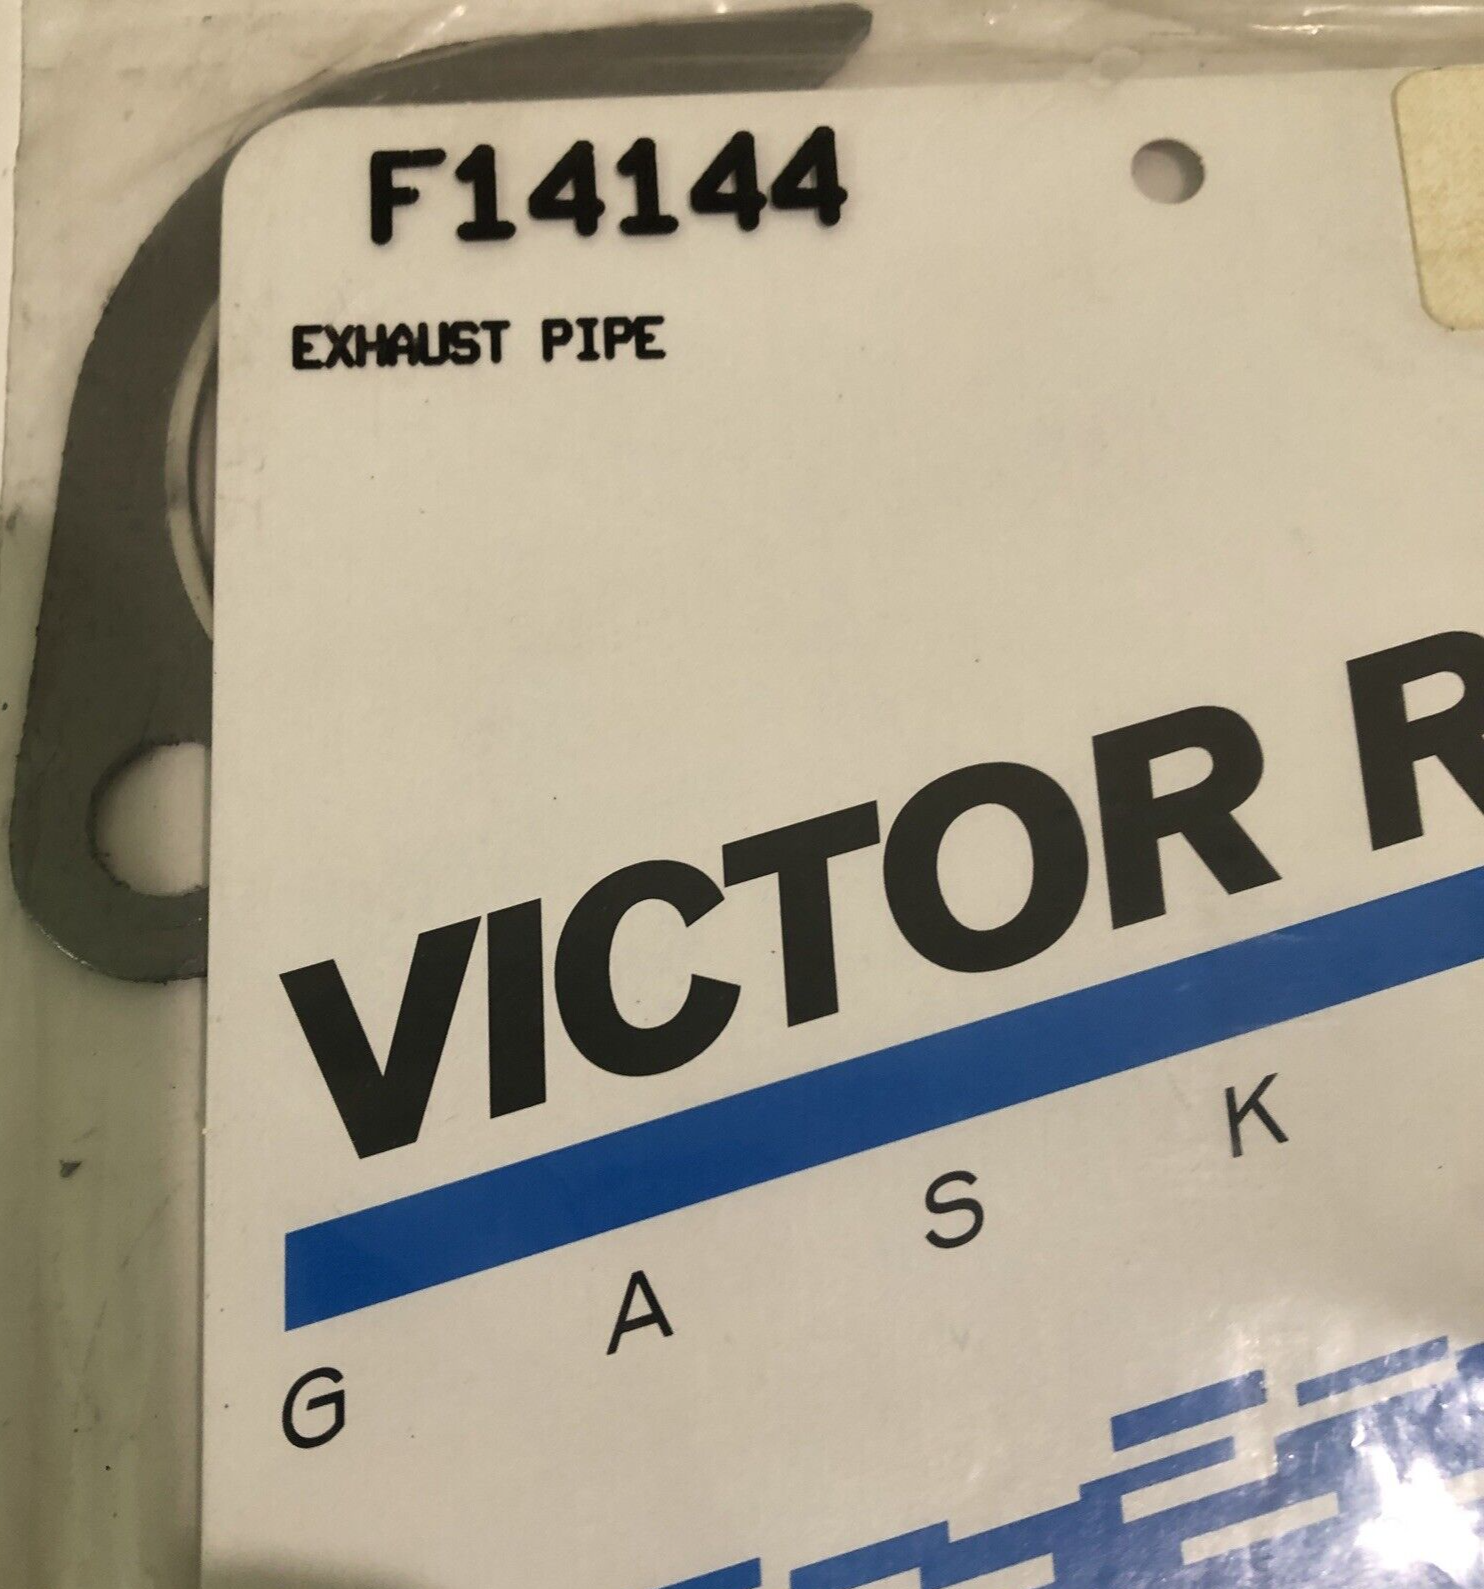 F14144
EXHAUST PIPE
VICTOR R
G A S K